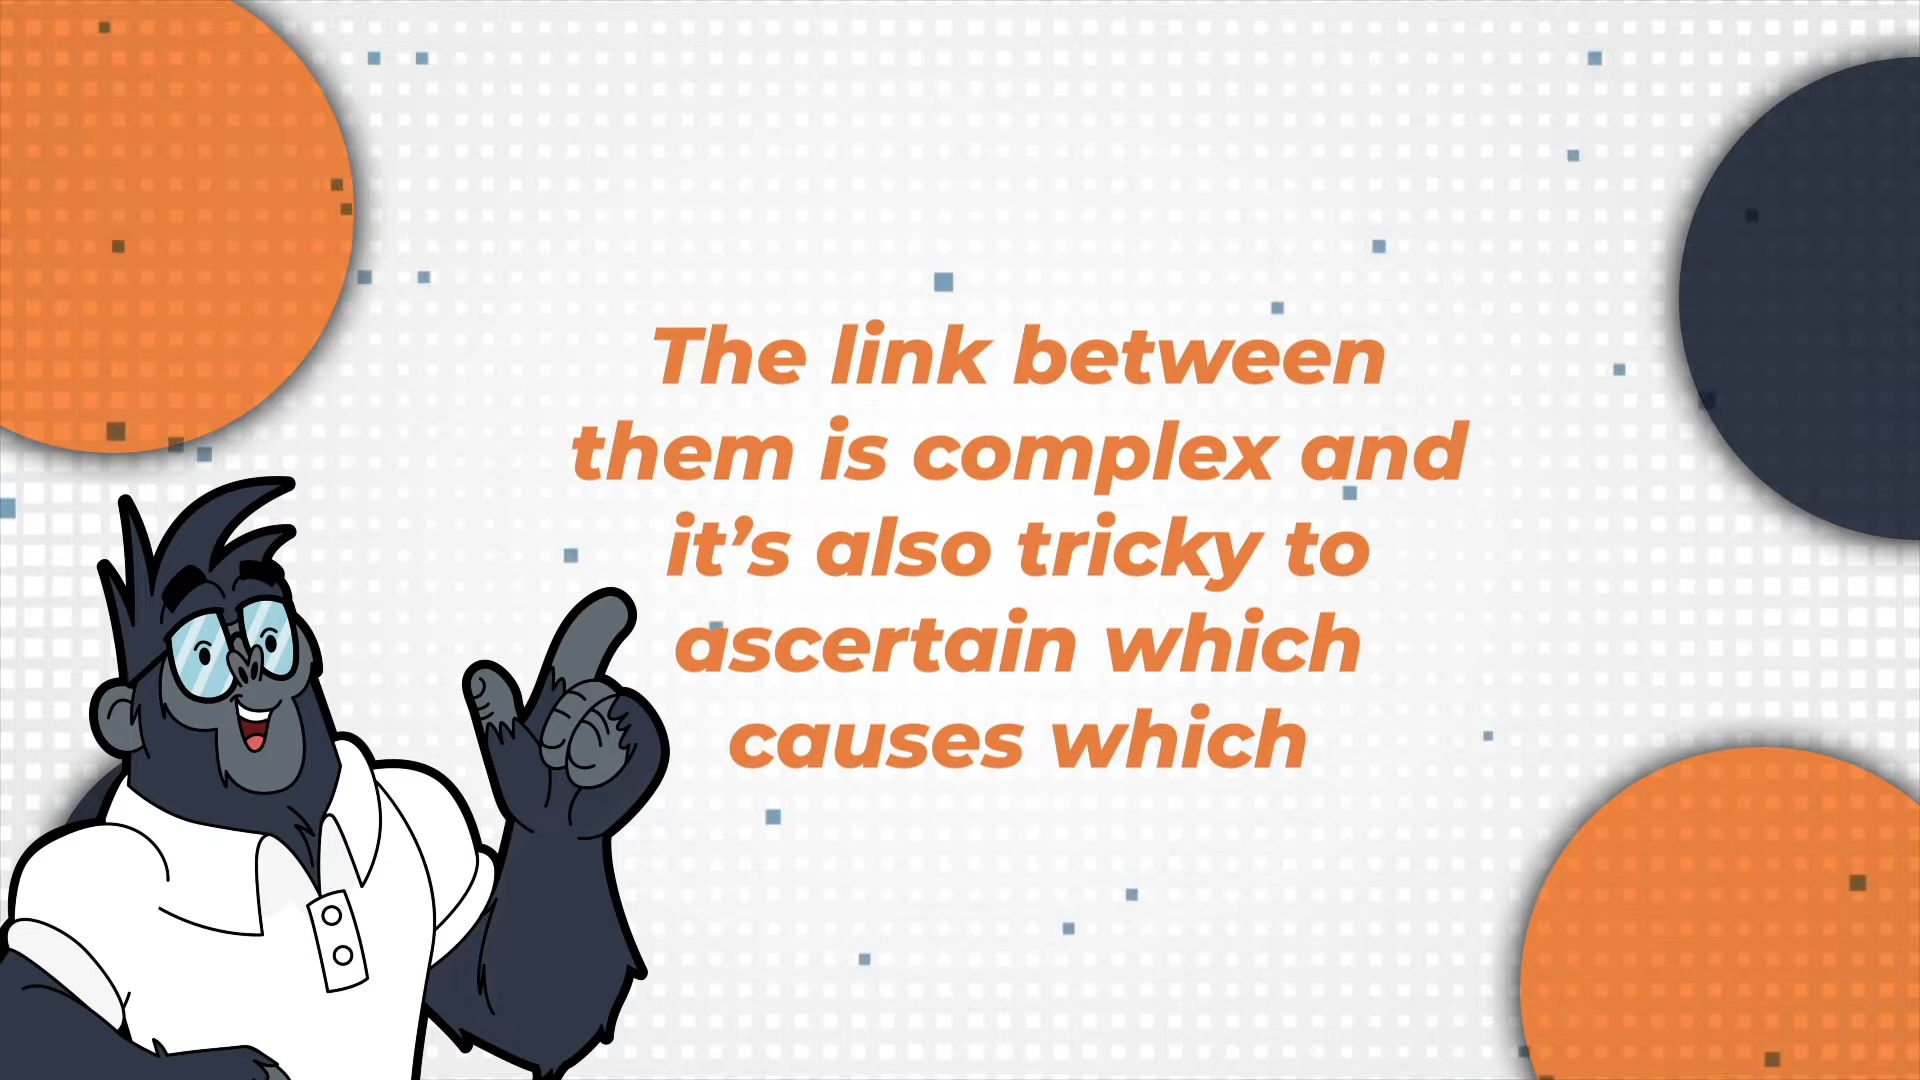 The link between
them is complex and
it’s also tricky to
ascertain which
causes which